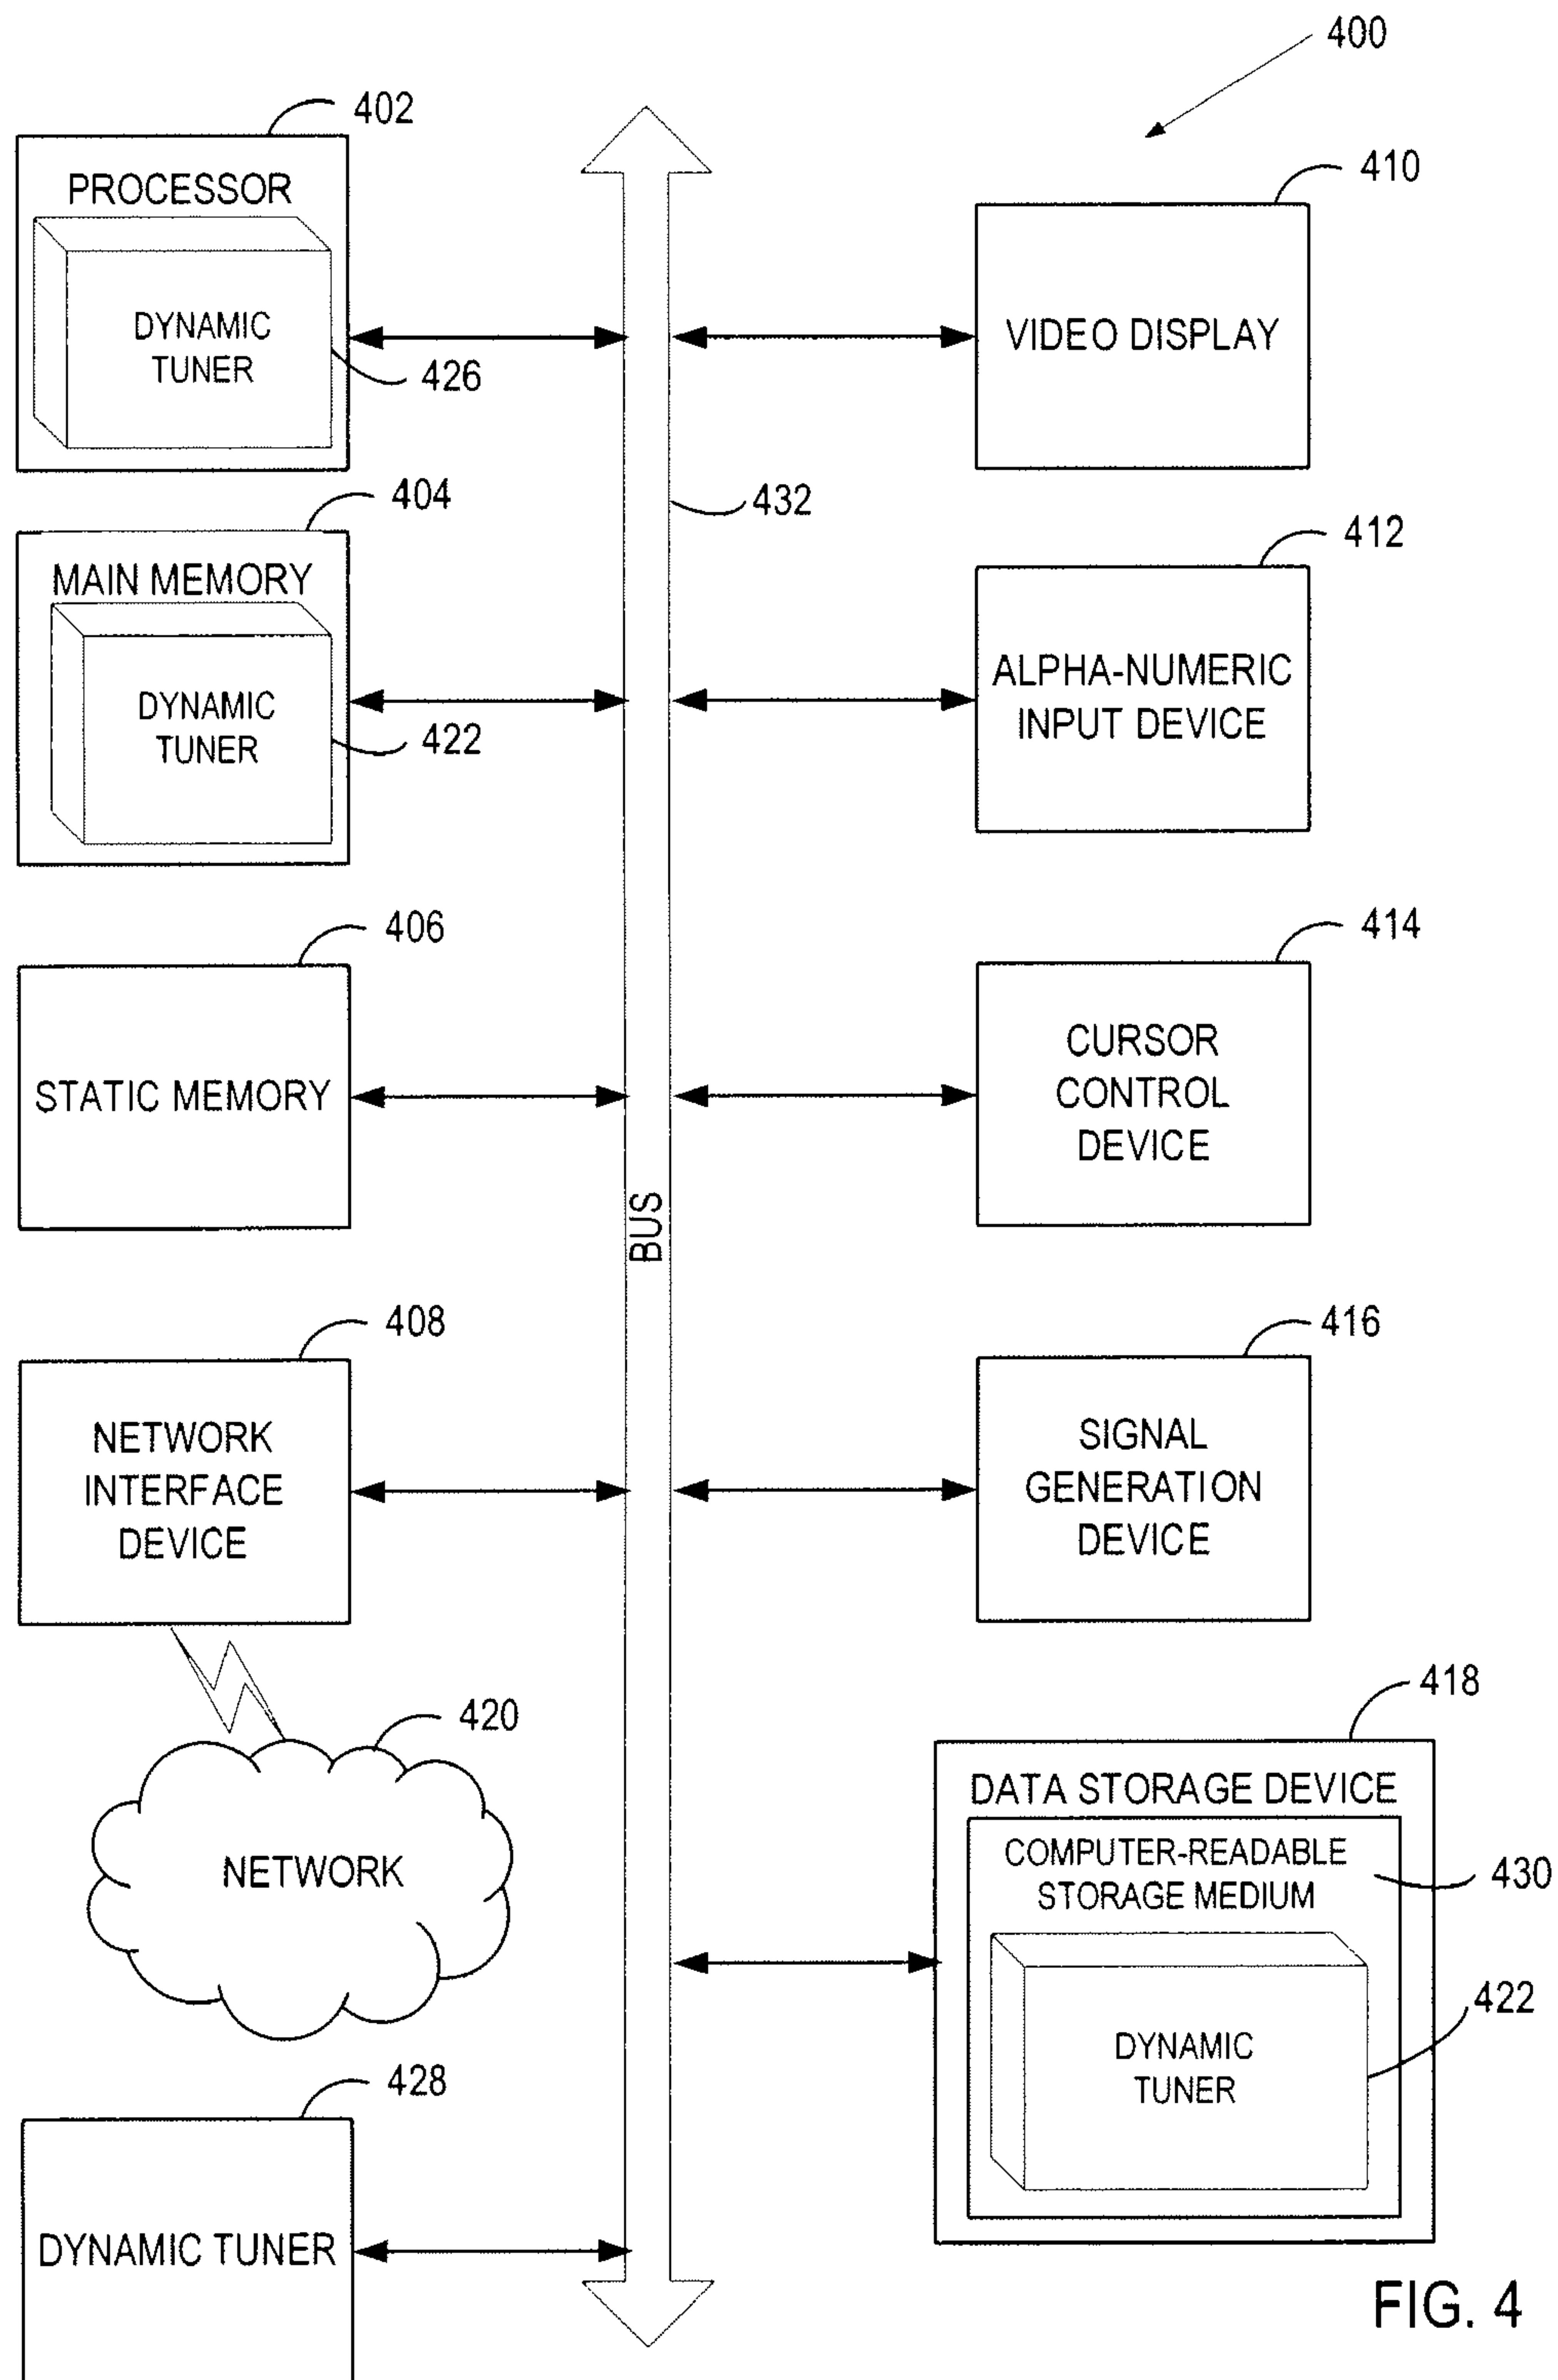 400
402
PROCESSOR
DYNAMIC
TUNER
426
410
VIDEO DISPLAY
404
MAIN MEMORY
DYNAMIC
TUNER
422
432
412
ALPHA-NUMERIC
INPUT DEVICE
406
STATIC MEMORY
414
CURSOR
CONTROL
DEVICE
BUS
408
NETWORK
INTERFACE
DEVICE
416
SIGNAL
GENERATION
DEVICE
420
NETWORK
418
DATA STORAGE DEVICE
COMPUTER-READABLE
STORAGE MEDIUM
430
DYNAMIC
TUNER
422
428
DYNAMIC TUNER
FIG. 4